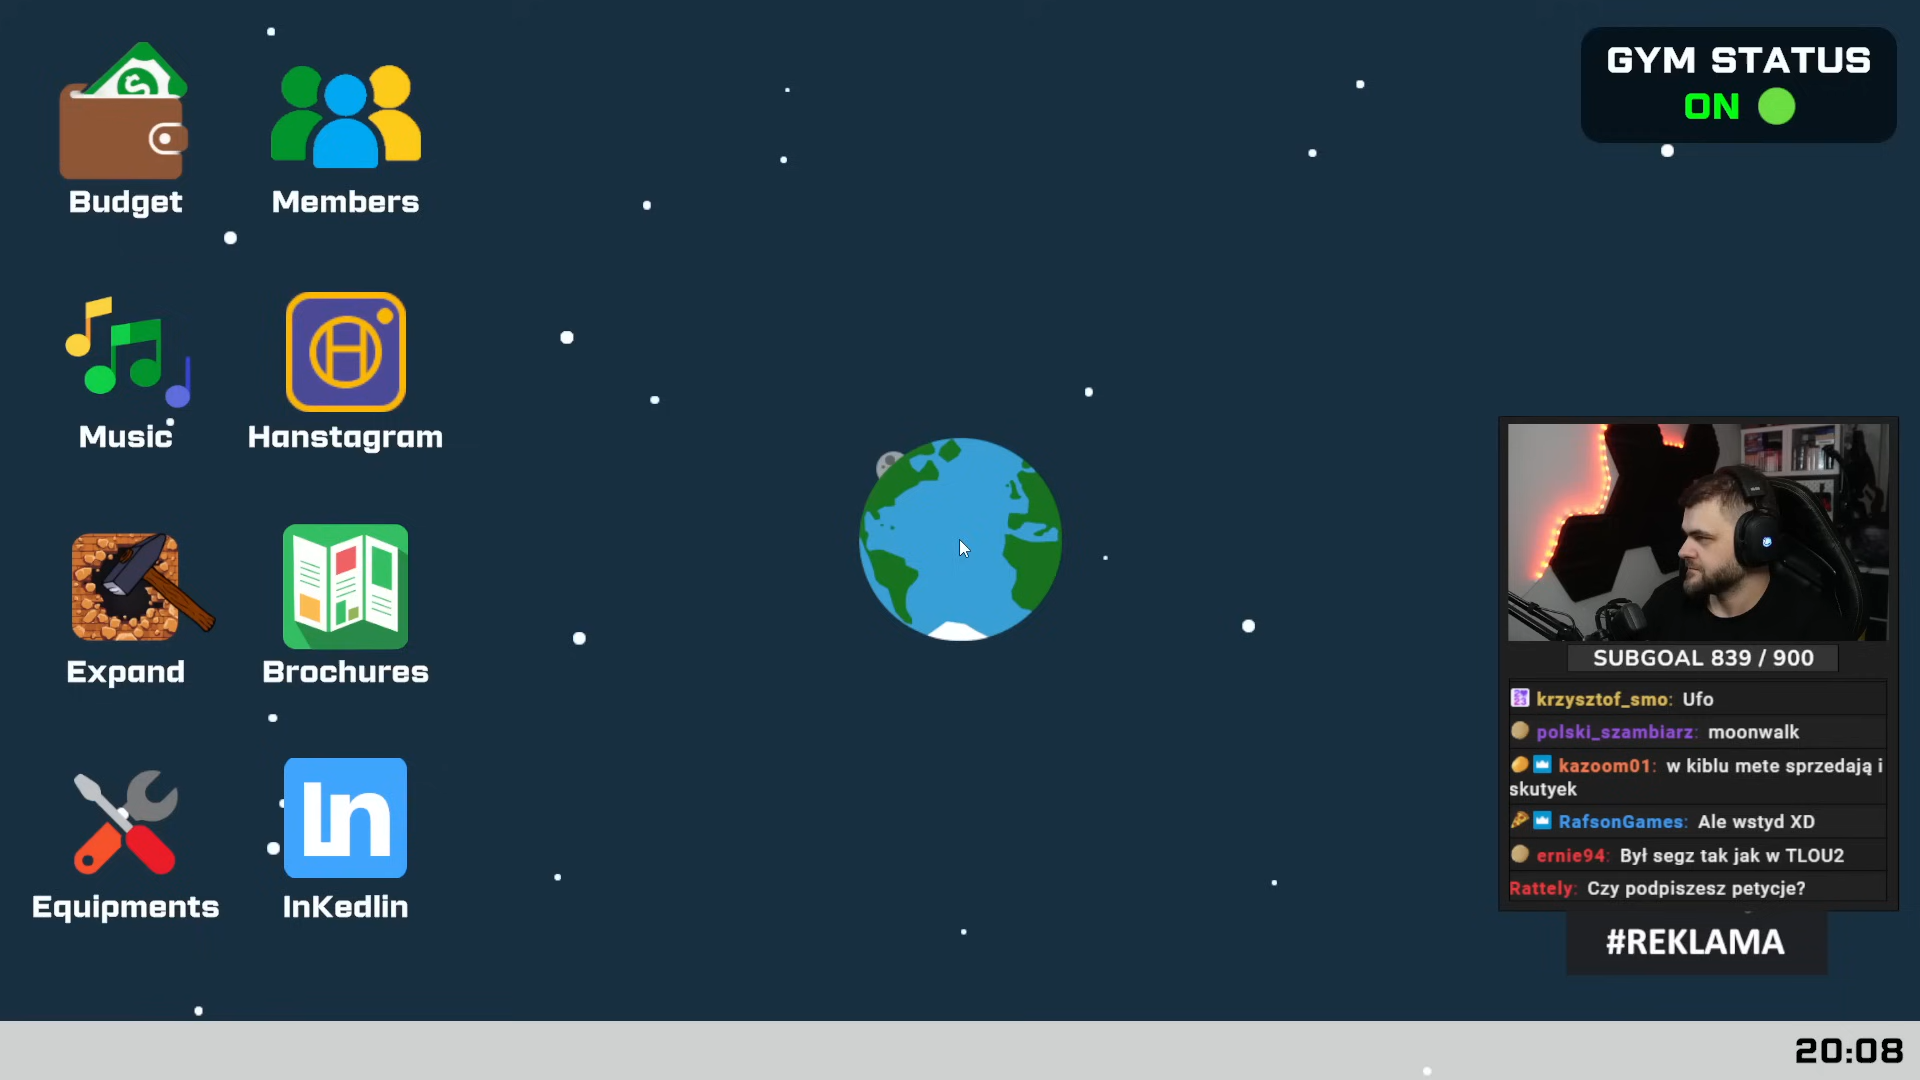 Budget
Members
Music
Hanstagram
Expand
Brochures
Equipments
In
InKedlin
GYM STATUS
ON
SUBGOAL 839 / 900
krzysztof_smo: Ufo
polski_szambiarz: moonwalk
kazoom01: w kiblu mete sprzedają i
skutyek
RafsonGames: Ale wstyd XD
ernie94: Był segz tak jak w TLOU2
Rattely: Czy podpiszesz petycje?
#REKLAMA
20:08